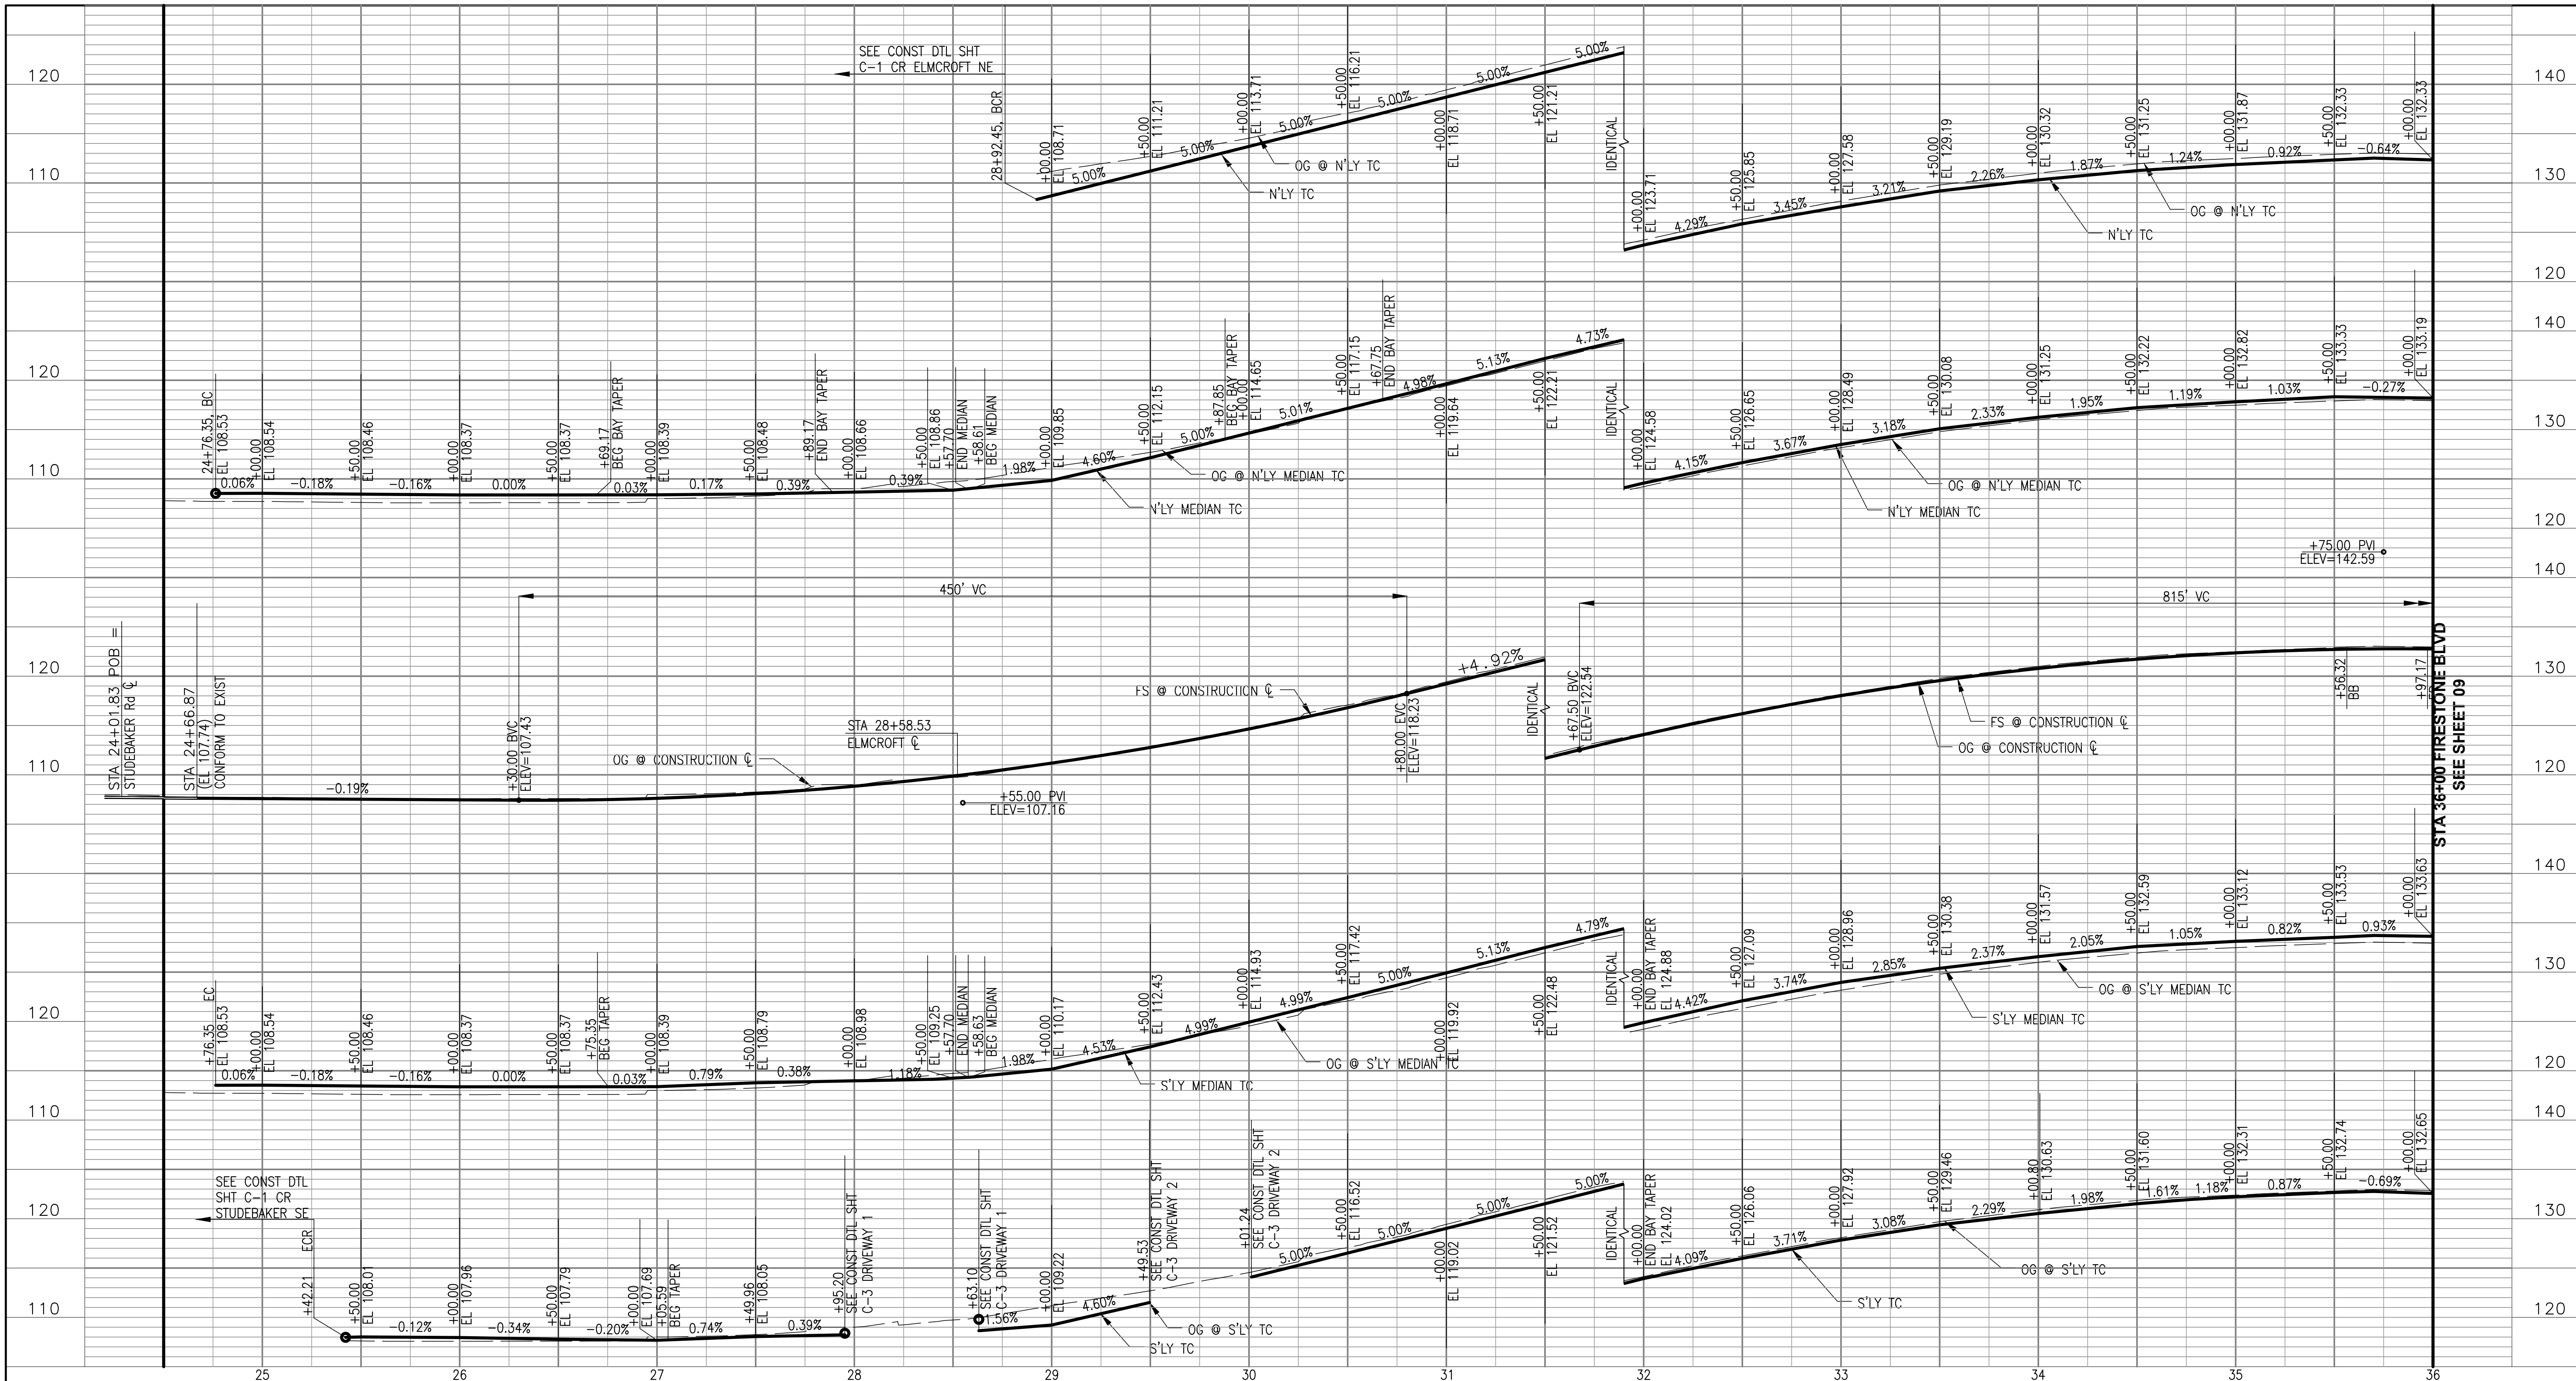 SEE CONST DTL SHT
C-1 CR ELMCROFT NE
120
110
28+92.45, BCR
+00.00
EL 108.71
+50.00
EL 111.21
+00.00
EL 113.71
+50.00
EL 116.21
+00.00
EL 118.71
+50.00
EL 121.21
5.00%
5.00%
5.00%
5.00%
5.00%
5.00%
OG @ N'LY TC
N'LY TC
IDENTICAL
+00.00
EL 123.71
+50.00
EL 125.85
+00.00
EL 127.58
+50.00
EL 129.19
+00.00
EL 130.32
+50.00
EL 131.25
+00.00
EL 131.87
+50.00
EL 132.33
+00.00
EL 132.33
4.29%
3.45%
3.21%
2.26%
1.87%
1.24%
0.92%
-0.64%
OG @ N'LY TC
N'LY TC
140
130
120
120
110
24+76.35, BC
EL 108.53
+00.00
EL 108.54
+50.00
EL 108.46
+00.00
EL 108.37
+50.00
EL 108.37
+69.17
BEG BAY TAPER
+00.00
EL 108.39
+50.00
EL 108.48
+89.17
END BAY TAPER
+00.00
EL 108.66
+50.00
EL 108.86
+57.70
END MEDIAN
+58.61
BEG MEDIAN
+00.00
EL 109.85
+50.00
EL 112.15
+87.85
BEG BAY TAPER
+00.00
EL 114.65
+50.00
EL 117.15
+67.75
END BAY TAPER
+00.00
EL 119.64
+50.00
EL 122.21
0.06%
-0.18%
-0.16%
0.00%
0.03%
0.17%
0.39%
0.39%
1.98%
4.60%
5.00%
5.01%
4.98%
5.13%
4.73%
OG @ N'LY MEDIAN TC
N'LY MEDIAN TC
IDENTICAL
+00.00
EL 124.58
+50.00
EL 126.65
+00.00
EL 128.49
+50.00
EL 130.08
+00.00
EL 131.25
+50.00
EL 132.22
+00.00
EL 132.82
+50.00
EL 133.33
+00.00
EL 133.19
4.15%
3.67%
3.18%
2.33%
1.95%
1.19%
1.03%
-0.27%
OG @ N'LY MEDIAN TC
N'LY MEDIAN TC
140
130
120
+75.00 PVI
ELEV=142.59
450' VC
815' VC
120
110
STA 24+01.83 POB =
STUDEBAKER Rd ℄
STA 24+66.87
(EL 107.74)
CONFORM TO EXIST
-0.19%
+30.00 BVC
ELEV=107.43
OG @ CONSTRUCTION ℄
STA 28+58.53
ELMCROFT ℄
+55.00 PVI
ELEV=107.16
FS @ CONSTRUCTION ℄
+80.00 EVC
ELEV=118.23
+4.92%
IDENTICAL
+67.50 BVC
ELEV=122.54
FS @ CONSTRUCTION ℄
OG @ CONSTRUCTION ℄
+56.32
BB
+97.17
STA 36+00 FIRESTONE BLVD
SEE SHEET 09
140
130
120
120
110
+76.35 EC
EL 108.53
+00.00
EL 108.54
+50.00
EL 108.46
+00.00
EL 108.37
+50.00
EL 108.37
+75.35
BEG TAPER
+00.00
EL 108.39
+50.00
EL 108.79
+00.00
EL 108.98
+50.00
EL 109.25
+57.70
END MEDIAN
+58.63
BEG MEDIAN
+00.00
EL 110.17
+50.00
EL 112.43
+00.00
EL 114.93
+50.00
EL 117.42
+00.00
EL 119.92
+50.00
EL 122.48
0.06%
-0.18%
-0.16%
0.00%
0.03%
0.79%
0.38%
1.18%
1.98%
4.53%
4.99%
4.99%
5.00%
5.13%
4.79%
OG @ S'LY MEDIAN TC
S'LY MEDIAN TC
IDENTICAL
+00.00
END BAY TAPER
EL 124.88
+50.00
EL 127.09
+00.00
EL 128.96
+50.00
EL 130.38
+00.00
EL 131.57
+50.00
EL 132.59
+00.00
EL 133.12
+50.00
EL 133.53
+00.00
EL 133.63
4.42%
3.74%
2.85%
2.37%
2.05%
1.05%
0.82%
0.93%
OG @ S'LY MEDIAN TC
S'LY MEDIAN TC
140
130
120
120
110
SEE CONST DTL
SHT C-1 CR
STUDEBAKER SE
+42.21 ECR
+50.00
EL 108.01
+00.00
EL 107.96
+50.00
EL 107.79
+00.00
EL 107.69
+05.59
BEG TAPER
+49.96
EL 108.05
+95.20
SEE CONST DTL SHT
C-3 DRIVEWAY 1
+63.10
SEE CONST DTL SHT
C-3 DRIVEWAY 1
+00.00
EL 109.22
+49.53
SEE CONST DTL SHT
C-3 DRIVEWAY 2
+01.24
SEE CONST DTL SHT
C-3 DRIVEWAY 2
+50.00
EL 116.52
+00.00
EL 119.02
+50.00
EL 121.52
-0.12%
-0.34%
-0.20%
0.74%
0.39%
1.56%
4.60%
5.00%
5.00%
5.00%
5.00%
OG @ S'LY TC
S'LY TC
IDENTICAL
+00.00
END BAY TAPER
EL 124.02
+50.00
EL 126.06
+00.00
EL 127.92
+50.00
EL 129.46
+00.80
EL 130.63
+50.00
EL 131.60
+00.00
EL 132.31
+50.00
EL 132.74
+00.00
EL 132.65
4.09%
3.71%
3.08%
2.29%
1.98%
1.61%
1.18%
0.87%
-0.69%
OG @ S'LY TC
S'LY TC
140
130
120
25
26
27
28
29
30
31
32
33
34
35
36